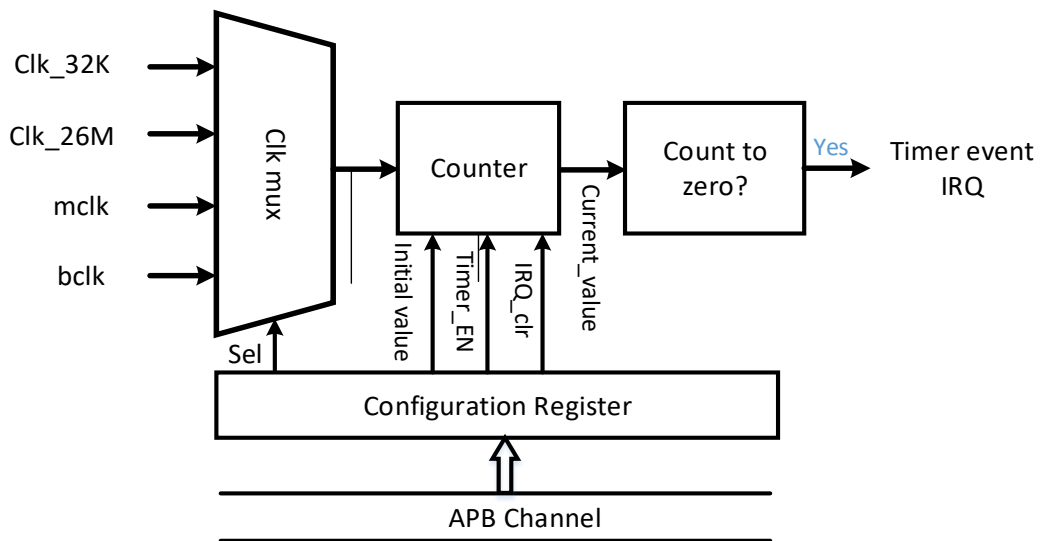 Clk_32K
Clk_26M
mclk
bclk
Clk mux
Sel
Counter
Initial value
Timer_EN
IRQ_clr
Current_value
Count to
zero?
Yes
Timer event
IRQ
Configuration Register
APB Channel